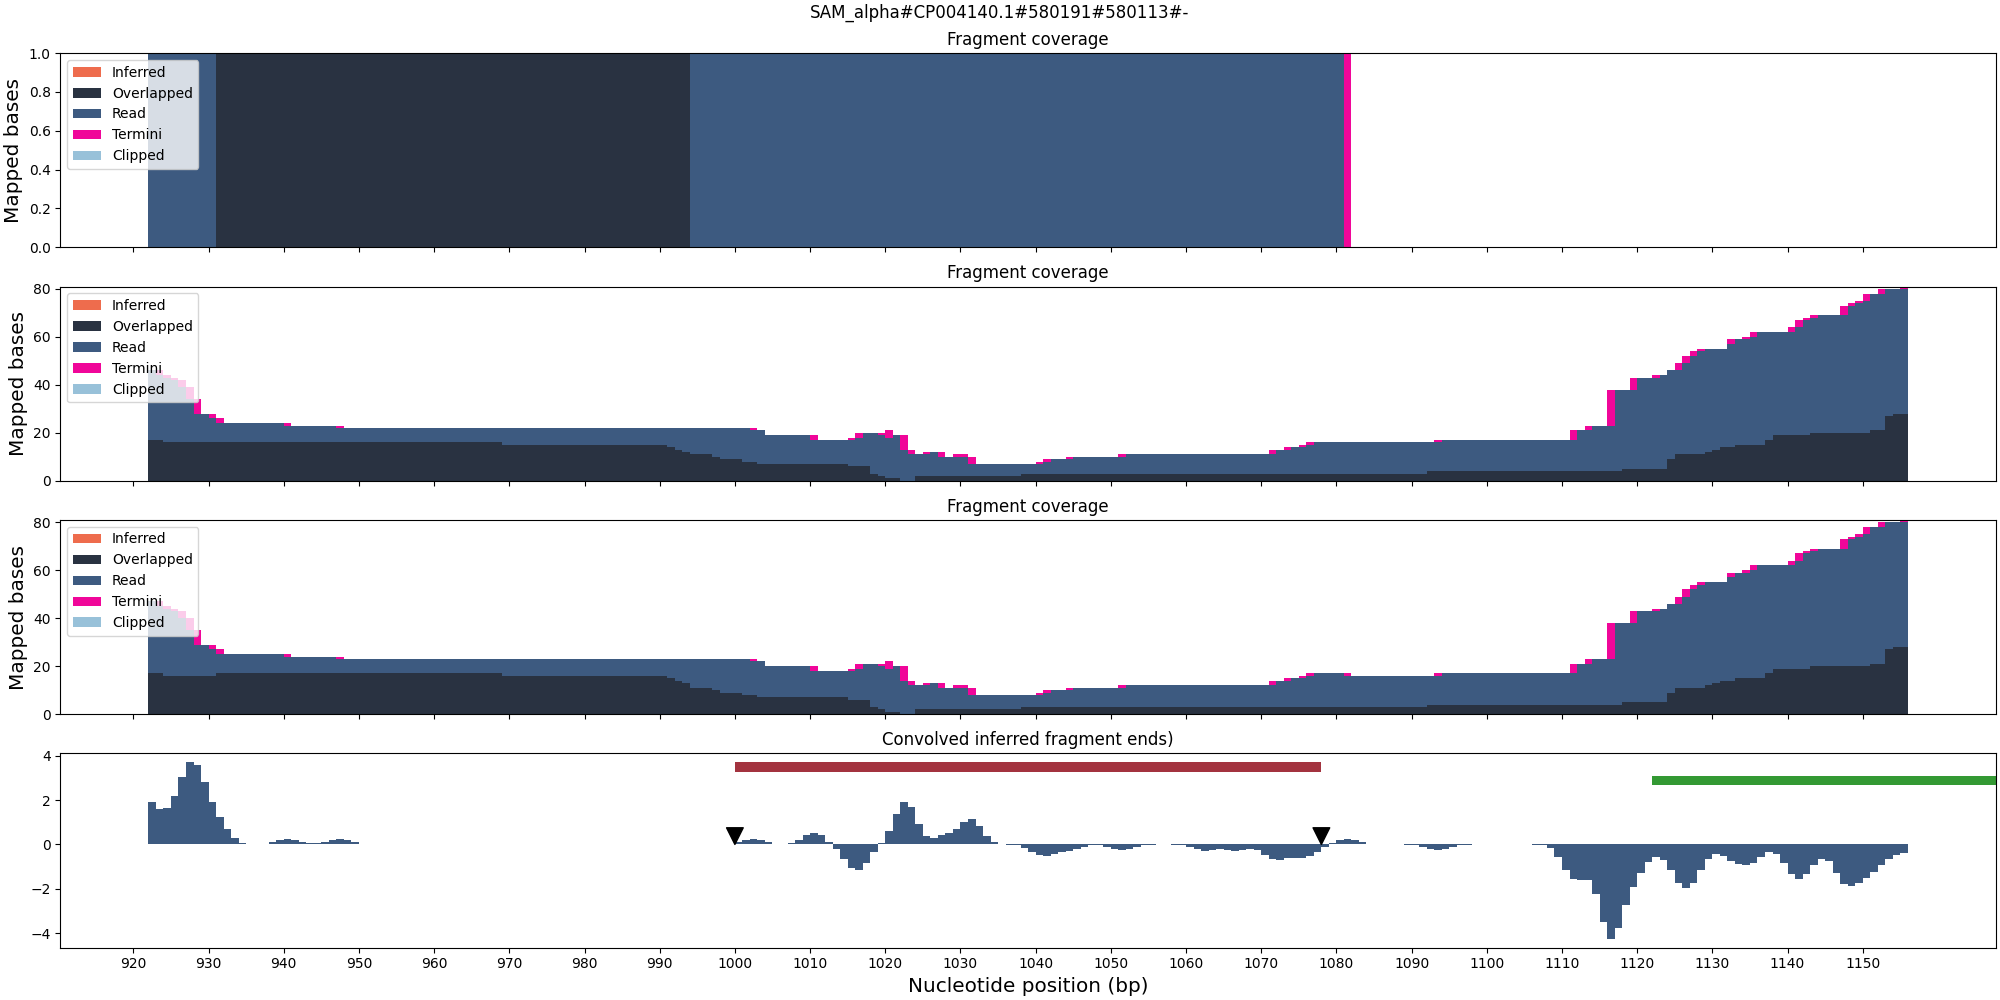 SAM_alpha#CP004140.1#580191#580113#-
Fragment coverage
Mapped bases
1.0
0.8
0.6
0.4
0.2
0.0
Inferred
Overlapped
Read
Termini
Clipped
Fragment coverage
Mapped bases
80
60
40
20
0
Inferred
Overlapped
Read
Termini
Clipped
Fragment coverage
Mapped bases
80
60
40
20
0
Inferred
Overlapped
Read
Termini
Clipped
Convolved inferred fragment ends)
4
2
0
−2
−4
920 930 940 950 960 970 980 990 1000 1010 1020 1030 1040 1050 1060 1070 1080 1090 1100 1110 1120 1130 1140 1150
Nucleotide position (bp)